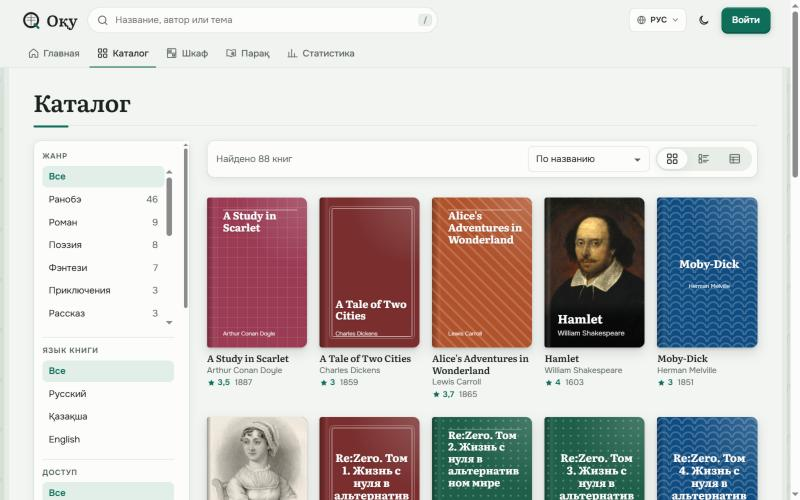 Оқу
Название, автор или тема
/
РУС
Войти
Главная
Каталог
Шкаф
Парақ
Статистика
Каталог
ЖАНР
Все
Ранобэ 46
Роман 9
Поэзия 8
Фэнтези 7
Приключения 3
Рассказ 3
ЯЗЫК КНИГИ
Все
Русский
Қазақша
English
ДОСТУП
Все
Найдено 88 книг
По названию
A Study in
Scarlet
Arthur Conan Doyle
A Study in Scarlet
Arthur Conan Doyle
★ 3,5 1887
A Tale of Two
Cities
Charles Dickens
A Tale of Two Cities
Charles Dickens
★ 3 1859
Alice's
Adventures in
Wonderland
Lewis Carroll
Alice's Adventures in
Wonderland
Lewis Carroll
★ 3,7 1865
Hamlet
William Shakespeare
Hamlet
William Shakespeare
★ 4 1603
Moby-Dick
Herman Melville
Moby-Dick
Herman Melville
★ 3 1851
Re:Zero. Том
1. Жизнь с
нуля в
альтернатив
Re:Zero. Том
2. Жизнь с
нуля в
альтернатив
ном мире
Re:Zero. Том
3. Жизнь с
нуля в
альтернатив
Re:Zero. Том
4. Жизнь с
нуля в
альтернатив